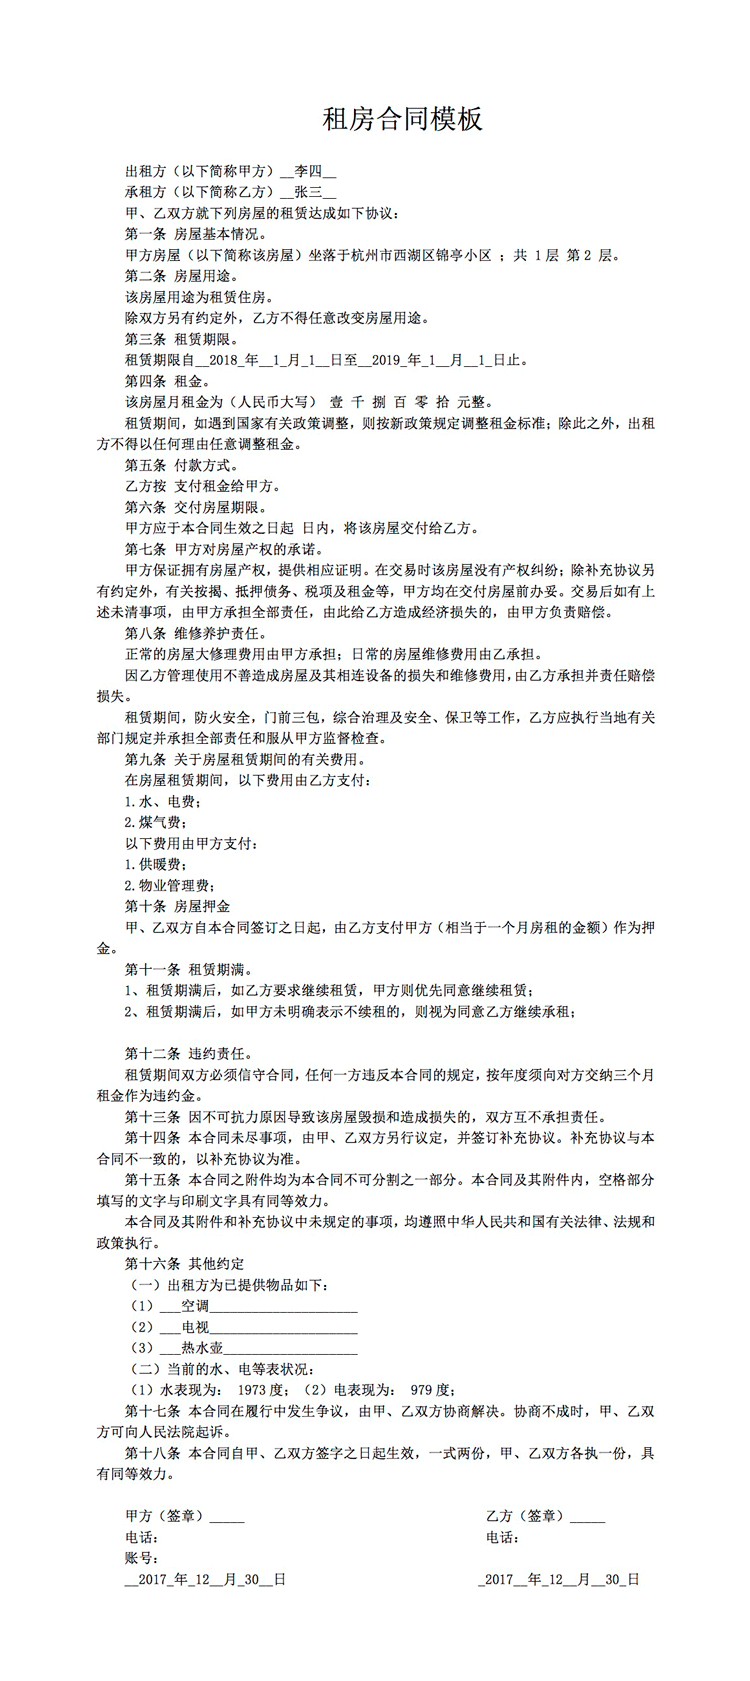 租房合同模板
出租方（以下简称甲方）__李四__
承租方（以下简称乙方）__张三__
甲、乙双方就下列房屋的租赁达成如下协议：
第一条 房屋基本情况。
甲方房屋（以下简称该房屋）坐落于杭州市西湖区锦亭小区 ；共 1层 第2 层。
第二条 房屋用途。
该房屋用途为租赁住房。
除双方另有约定外，乙方不得任意改变房屋用途。
第三条 租赁期限。
租赁期限自__2018_年__1_月_1__日至__2019_年_1__月__1_日止。
第四条 租金。
该房屋月租金为（人民币大写） 壹 千 捌 百 零 拾 元整。
租赁期间，如遇到国家有关政策调整，则按新政策规定调整租金标准；除此之外，出租
方不得以任何理由任意调整租金。
第五条 付款方式。
乙方按 支付租金给甲方。
第六条 交付房屋期限。
甲方应于本合同生效之日起 日内，将该房屋交付给乙方。
第七条 甲方对房屋产权的承诺。
甲方保证拥有房屋产权，提供相应证明。在交易时该房屋没有产权纠纷；除补充协议另
有约定外，有关按揭、抵押债务、税项及租金等，甲方均在交付房屋前办妥。交易后如有上
述未清事项，由甲方承担全部责任，由此给乙方造成经济损失的，由甲方负责赔偿。
第八条 维修养护责任。
正常的房屋大修理费用由甲方承担；日常的房屋维修费用由乙承担。
因乙方管理使用不善造成房屋及其相连设备的损失和维修费用，由乙方承担并责任赔偿
损失。
租赁期间，防火安全，门前三包，综合治理及安全、保卫等工作，乙方应执行当地有关
部门规定并承担全部责任和服从甲方监督检查。
第九条 关于房屋租赁期间的有关费用。
在房屋租赁期间，以下费用由乙方支付：
1.水、电费；
2.煤气费；
以下费用由甲方支付：
1.供暖费；
2.物业管理费；
第十条 房屋押金
甲、乙双方自本合同签订之日起，由乙方支付甲方（相当于一个月房租的金额）作为押
金。
第十一条 租赁期满。
1、租赁期满后，如乙方要求继续租赁，甲方则优先同意继续租赁；
2、租赁期满后，如甲方未明确表示不续租的，则视为同意乙方继续承租；
第十二条 违约责任。
租赁期间双方必须信守合同，任何一方违反本合同的规定，按年度须向对方交纳三个月
租金作为违约金。
第十三条 因不可抗力原因导致该房屋毁损和造成损失的，双方互不承担责任。
第十四条 本合同未尽事项，由甲、乙双方另行议定，并签订补充协议。补充协议与本
合同不一致的，以补充协议为准。
第十五条 本合同之附件均为本合同不可分割之一部分。本合同及其附件内，空格部分
填写的文字与印刷文字具有同等效力。
本合同及其附件和补充协议中未规定的事项，均遵照中华人民共和国有关法律、法规和
政策执行。
第十六条 其他约定
（一）出租方为已提供物品如下：
（1）___空调_____________________
（2）___电视_____________________
（3）___热水壶___________________
（二）当前的水、电等表状况：
（1）水表现为： 1973度；（2）电表现为： 979度；
第十七条 本合同在履行中发生争议，由甲、乙双方协商解决。协商不成时，甲、乙双
方可向人民法院起诉。
第十八条 本合同自甲、乙双方签字之日起生效，一式两份，甲、乙双方各执一份，具
有同等效力。
甲方（签章）_____ 乙方（签章）_____
电话： 电话：
账号：
__2017_年_12__月_30__日 _2017__年_12__月__30_日